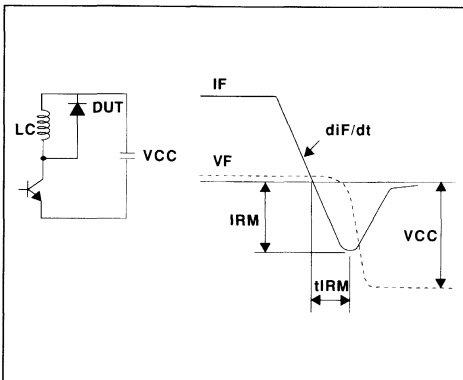 DUT
LC
VCC
IF
diF/dt
VF
IRM
VCC
tIRM